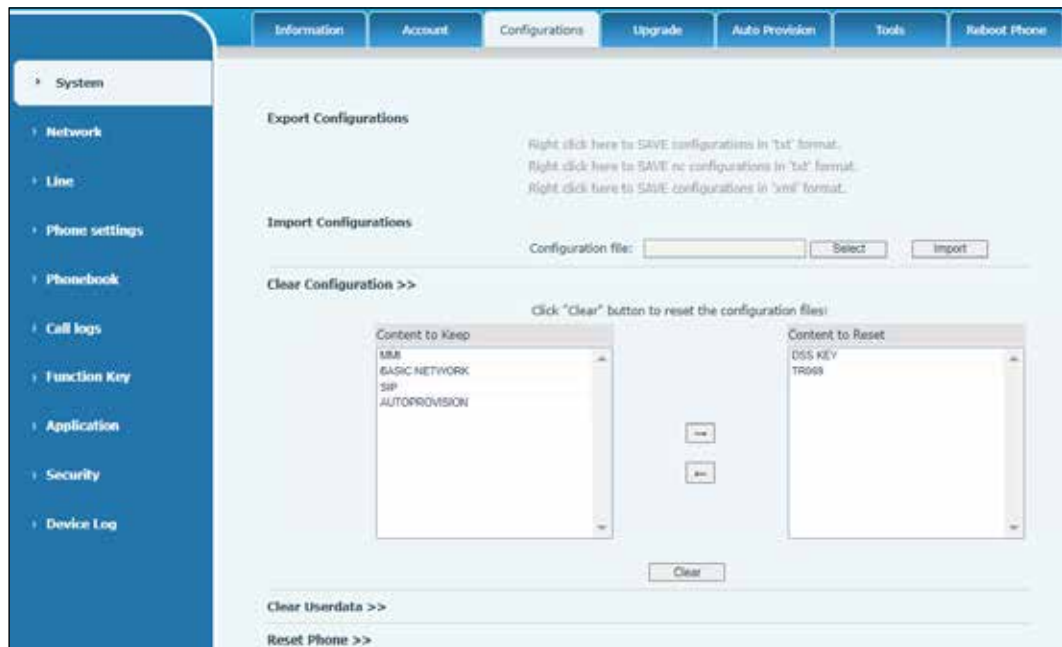 Information Account Configurations Upgrade Auto Provision Tools Reboot Phone
System
Network
Line
Phone settings
Phonebook
Call logs
Function Key
Application
Security
Device Log
Export Configurations
Right click here to SAVE configurations in 'txt' format.
Right click here to SAVE nc configurations in 'txt' format.
Right click here to SAVE configurations in 'xml' format.
Import Configurations
Configuration file: Select Import
Clear Configuration >>
Click "Clear" button to reset the configuration files!
Content to Keep
MMI
BASIC NETWORK
SIP
AUTOPROVISION
→
←
Content to Reset
DSS KEY
TR069
Clear
Clear Userdata >>
Reset Phone >>